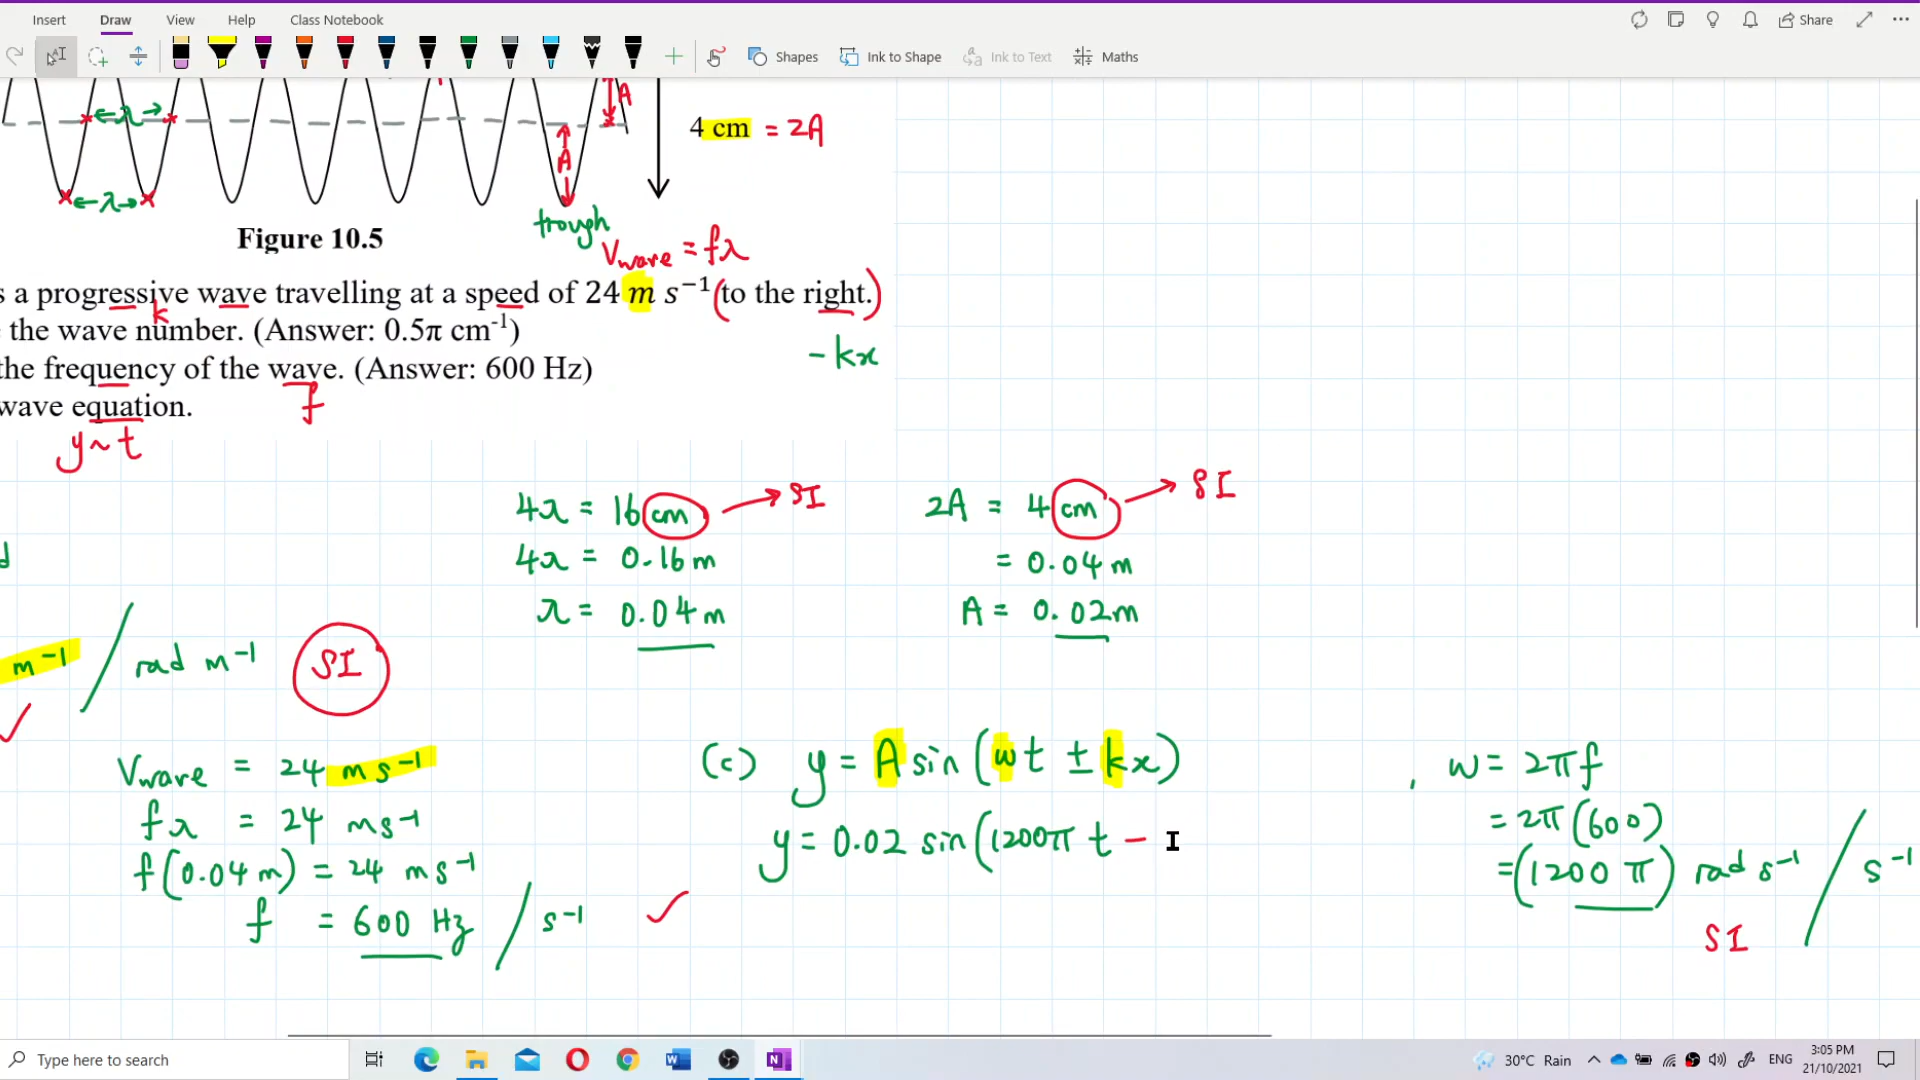 Insert Draw View Help Class Notebook Share
Shapes Ink to Shape Ink to Text Maths
λ
A
4 cm = 2A
A
λ
trough
Figure 10.5
Vwave = fλ
s a progressive wave travelling at a speed of 24 m s⁻¹ (to the right.)
k
the wave number. (Answer: 0.5π cm⁻¹)
- kx
the frequency of the wave. (Answer: 600 Hz)
f
wave equation.
y ~ t
4λ = 16 cm → SI
2A = 4 cm → SI
4λ = 0.16 m
= 0.04 m
λ = 0.04 m
A = 0.02 m
m⁻¹ / rad m⁻¹ SI
Vwave = 24 m s⁻¹
(c) y = A sin (ωt ± kx)
, ω = 2πf
fλ = 24 ms⁻¹
y = 0.02 sin (1200π t -
= 2π (600)
f(0.04 m) = 24 ms⁻¹
= (1200 π) rad s⁻¹ / s⁻¹
f = 600 Hz / s⁻¹
SI
Type here to search
30°C Rain ENG 3:05 PM
21/10/2021